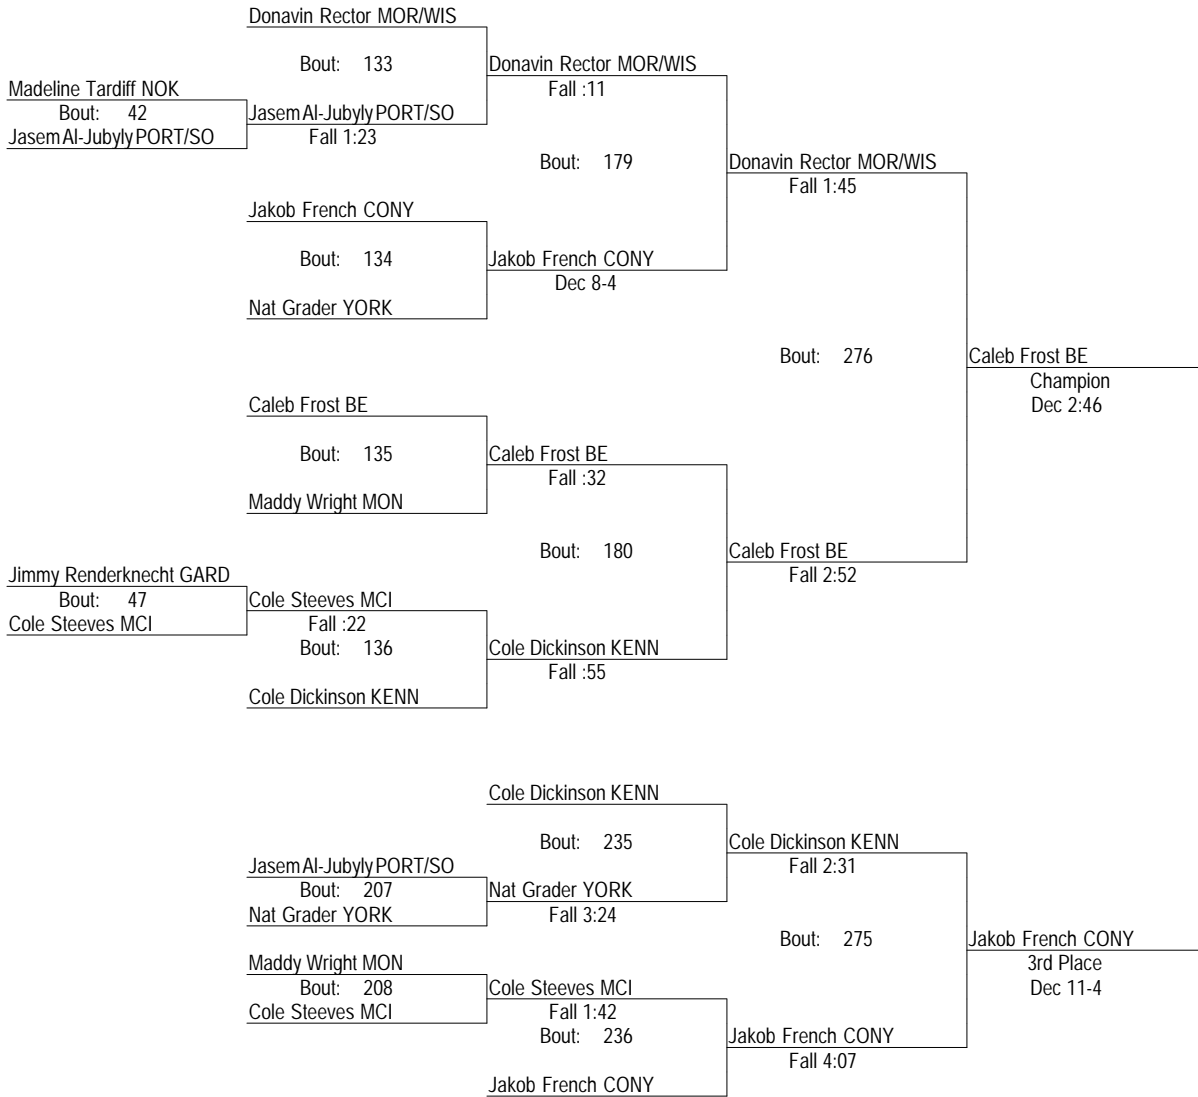 Donavin Rector MOR/WIS
Bout: 133
Donavin Rector MOR/WIS
Fall :11
Madeline Tardiff NOK
Bout: 42
Jasem Al-Jubyly PORT/SO
Jasem Al-Jubyly PORT/SO
Fall 1:23
Bout: 179
Donavin Rector MOR/WIS
Fall 1:45
Jakob French CONY
Bout: 134
Jakob French CONY
Dec 8-4
Nat Grader YORK
Bout: 276
Caleb Frost BE
Champion
Dec 2:46
Caleb Frost BE
Bout: 135
Caleb Frost BE
Fall :32
Maddy Wright MON
Bout: 180
Caleb Frost BE
Fall 2:52
Jimmy Renderknecht GARD
Bout: 47
Cole Steeves MCI
Cole Steeves MCI
Fall :22
Bout: 136
Cole Dickinson KENN
Fall :55
Cole Dickinson KENN
Cole Dickinson KENN
Bout: 235
Cole Dickinson KENN
Fall 2:31
Jasem Al-Jubyly PORT/SO
Bout: 207
Nat Grader YORK
Nat Grader YORK
Fall 3:24
Bout: 275
Jakob French CONY
3rd Place
Dec 11-4
Maddy Wright MON
Bout: 208
Cole Steeves MCI
Cole Steeves MCI
Fall 1:42
Bout: 236
Jakob French CONY
Fall 4:07
Jakob French CONY